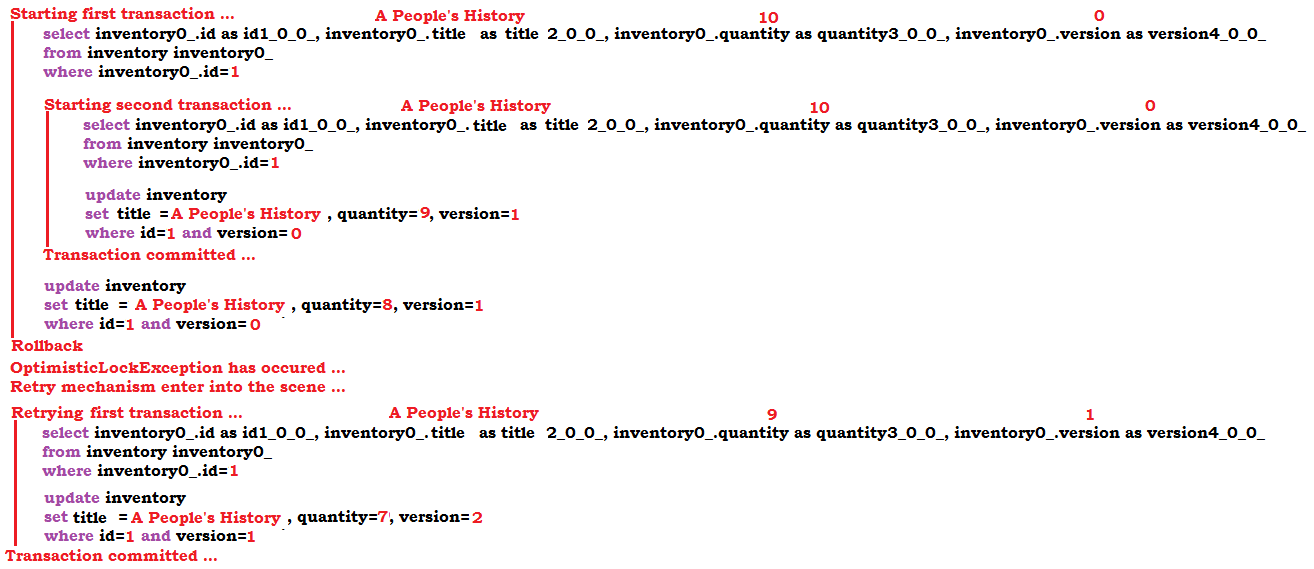 Starting first transaction ... A People's History 10 0
select inventory0_.id as id1_0_0_, inventory0_.title as title 2_0_0_, inventory0_.quantity as quantity3_0_0_, inventory0_.version as version4_0_0_
from inventory inventory0_
where inventory0_.id=1
Starting second transaction ... A People's History 10 0
select inventory0_.id as id1_0_0_, inventory0_. title as title 2_0_0_, inventory0_.quantity as quantity3_0_0_, inventory0_.version as version4_0_0_
from inventory inventory0_
where inventory0_.id=1
update inventory
set title =A People's History , quantity=9, version=1
where id=1 and version= 0
Transaction committed ...
update inventory
set title = A People's History , quantity=8, version=1
where id=1 and version= 0
Rollback
OptimisticLockException has occured ...
Retry mechanism enter into the scene ...
Retrying first transaction ... A People's History 9 1
select inventory0_.id as id1_0_0_, inventory0_.title as title 2_0_0_, inventory0_.quantity as quantity3_0_0_, inventory0_.version as version4_0_0_
from inventory inventory0_
where inventory0_.id=1
update inventory
set title =A People's History , quantity=7, version=2
where id=1 and version=1
Transaction committed ...